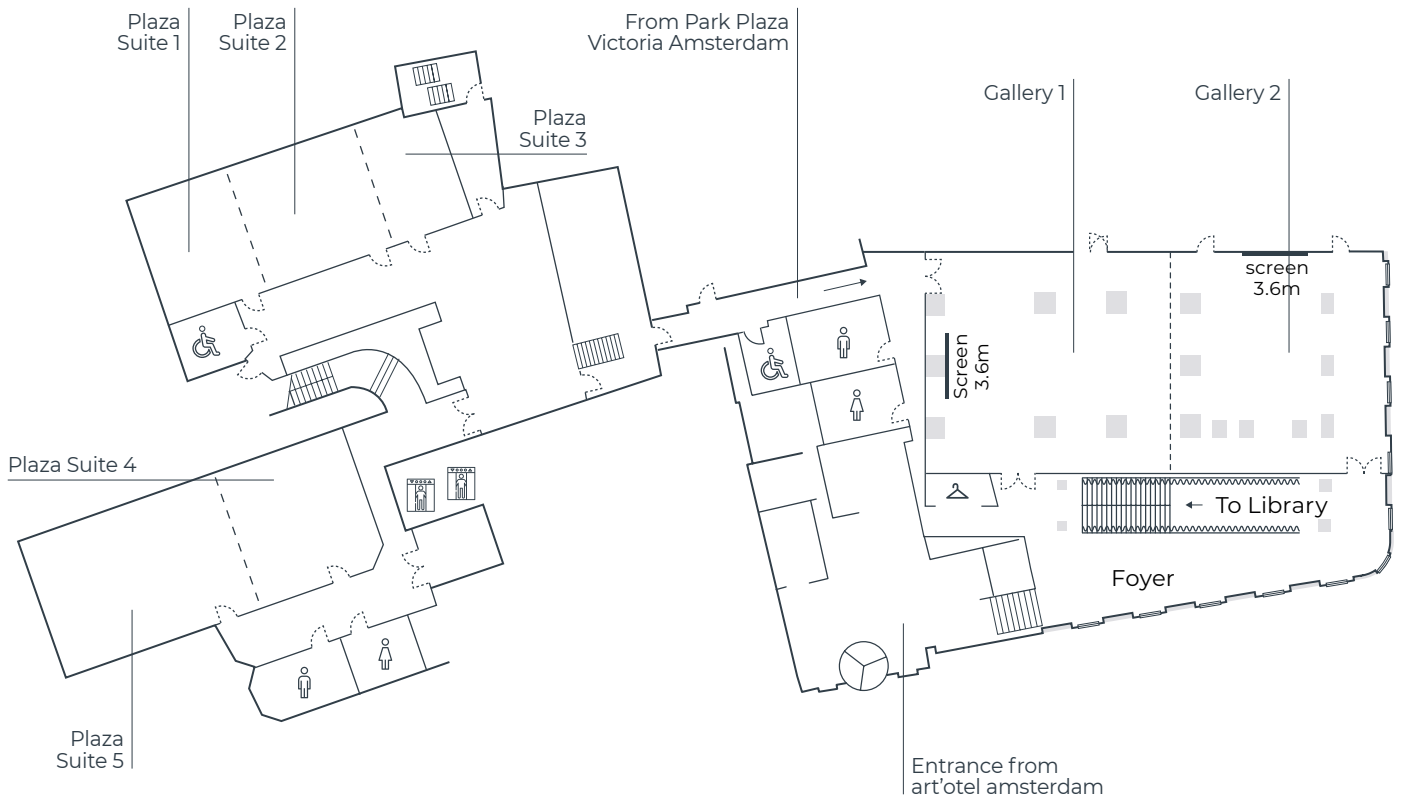 Plaza
Suite 1
Plaza
Suite 2
From Park Plaza
Victoria Amsterdam
Gallery 1
Gallery 2
Plaza
Suite 3
screen
3.6m
Screen
3.6m
Plaza Suite 4
To Library
Foyer
Plaza
Suite 5
Entrance from
art’otel amsterdam